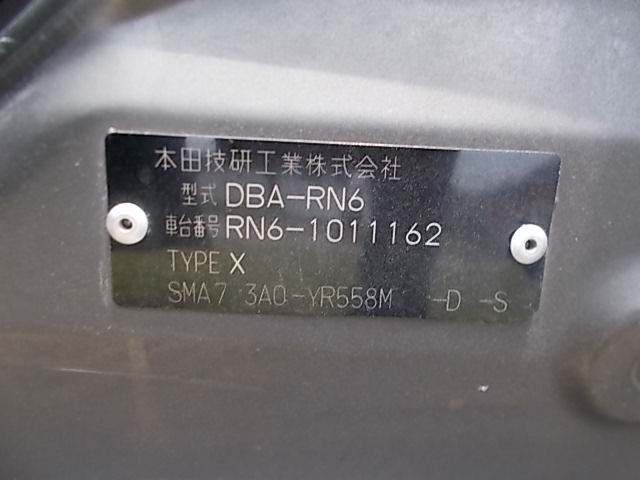 本田技研工業株式会社
型式 DBA-RN6
車台番号 RN6-1011162
TYPE X
SMA7 3A0-YR558M -D -S